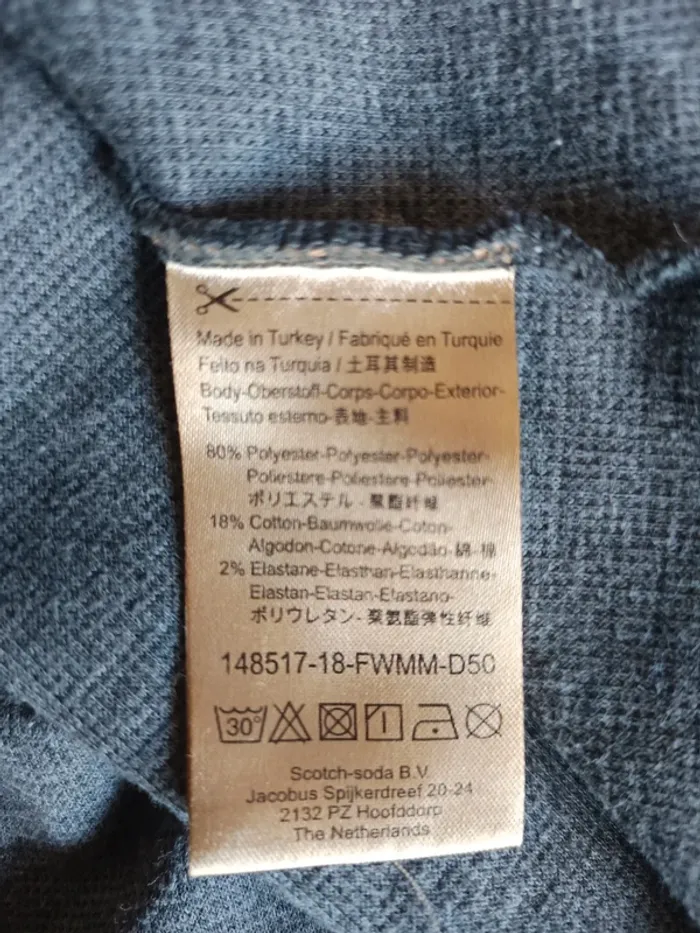 Made in Turkey / Fabriqué en Turquie
Feito na Turquia / 土耳其制造
Body-Oberstoff-Corps-Corpo-Exterior-
Tessuto esterno-表地-主料
80% Polyester-Polyester-Polyester-
Poliestere-Poliestere-Poliester-
ポリエステル - 聚酯纤维
18% Cotton-Baumwolle-Coton-
Algodon-Cotone-Algodão-綿-棉
2% Elastane-Elasthan-Elasthanne-
Elastan-Elastan-Elastano-
ポリウレタン - 聚氨酯弹性纤维
148517-18-FWMM-D50
30°
Scotch-soda B.V.
Jacobus Spijkerdreef 20-24
2132 PZ Hoofddorp
The Netherlands